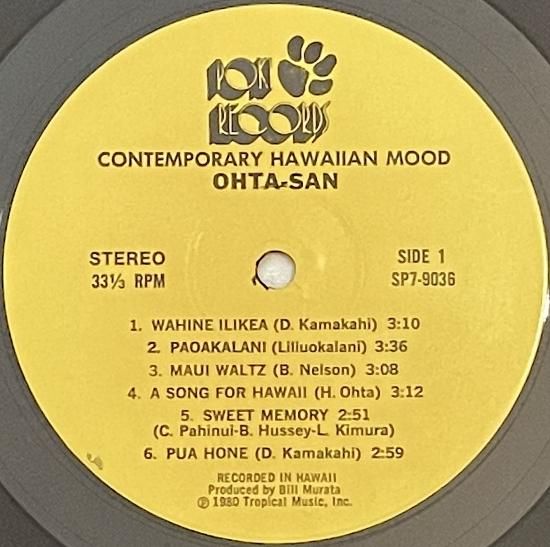 POKI
RECORDS
CONTEMPORARY HAWAIIAN MOOD
OHTA-SAN
STEREO
33⅓ RPM
SIDE 1
SP7-9036
1. WAHINE ILIKEA (D. Kamakahi) 3:10
2. PAOAKALANI (Liliuokalani) 3:36
3. MAUI WALTZ (B. Nelson) 3:08
4. A SONG FOR HAWAII (H. Ohta) 3:12
5. SWEET MEMORY 2:51
(C. Pahinui-B. Hussey-L. Kimura)
6. PUA HONE (D. Kamakahi) 2:59
RECORDED IN HAWAII
Produced by Bill Murata
℗ 1980 Tropical Music, Inc.